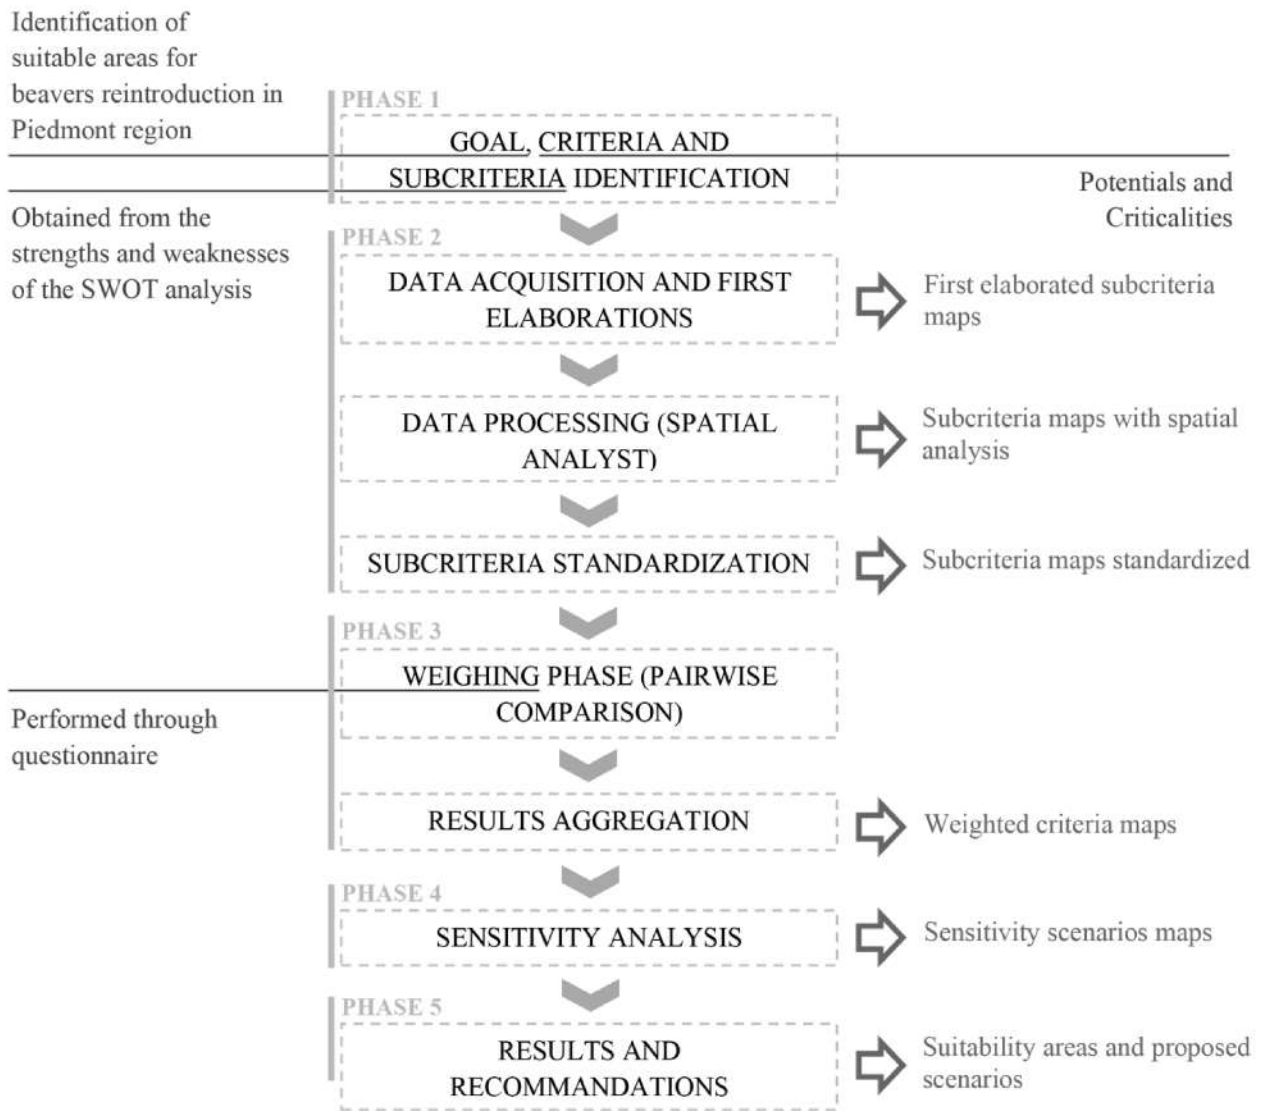 Identification of
suitable areas for
beavers reintroduction in
Piedmont region
PHASE 1
GOAL, CRITERIA AND
SUBCRITERIA IDENTIFICATION
Potentials and
Criticalities
Obtained from the
strengths and weaknesses
of the SWOT analysis
PHASE 2
DATA ACQUISITION AND FIRST
ELABORATIONS
First elaborated subcriteria
maps
DATA PROCESSING (SPATIAL
ANALYST)
Subcriteria maps with spatial
analysis
SUBCRITERIA STANDARDIZATION
Subcriteria maps standardized
PHASE 3
WEIGHING PHASE (PAIRWISE
COMPARISON)
Performed through
questionnaire
RESULTS AGGREGATION
Weighted criteria maps
PHASE 4
SENSITIVITY ANALYSIS
Sensitivity scenarios maps
PHASE 5
RESULTS AND
RECOMMANDATIONS
Suitability areas and proposed
scenarios